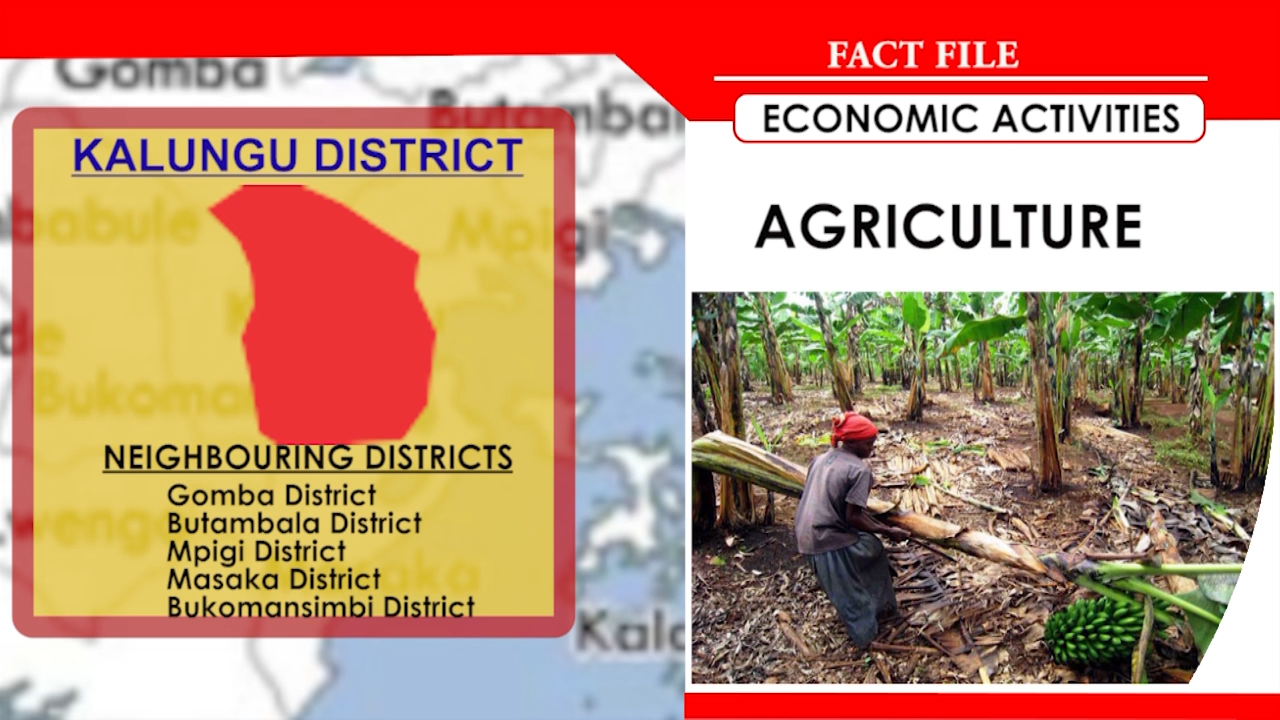 Gomba
KALUNGU DISTRICT
Mpigi
NEIGHBOURING DISTRICTS
Gomba District
Butambala District
Mpigi District
Masaka District
Bukomansimbi District
FACT FILE
ECONOMIC ACTIVITIES
AGRICULTURE